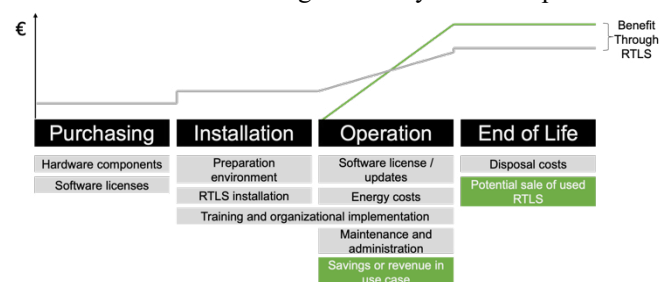 €
Benefit
Through
RTLS
Purchasing
Installation
Operation
End of Life
Hardware components
Preparation
environment
Software license /
updates
Disposal costs
Software licenses
RTLS installation
Energy costs
Potential sale of used
RTLS
Training and organizational implementation
Maintenance and
administration
Savings or revenue in
use case